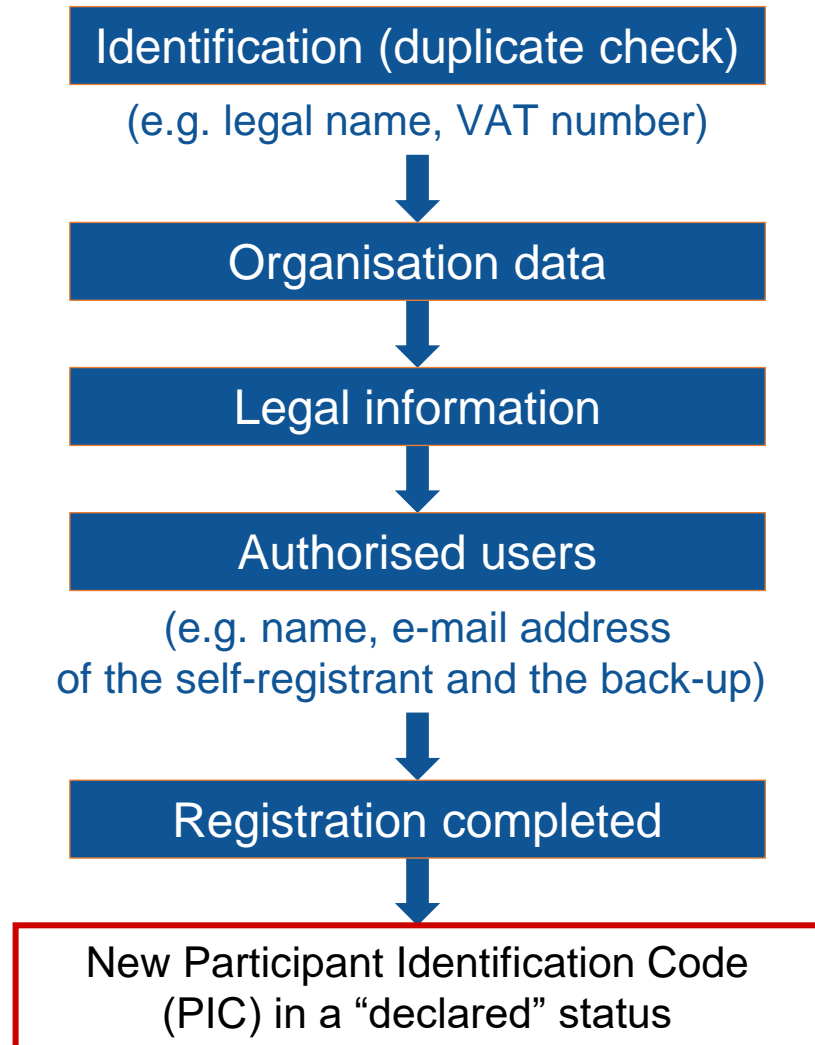 Identification (duplicate check)
(e.g. legal name, VAT number)
Organisation data
Legal information
Authorised users
(e.g. name, e-mail address
of the self-registrant and the back-up)
Registration completed
New Participant Identification Code
(PIC) in a “declared” status